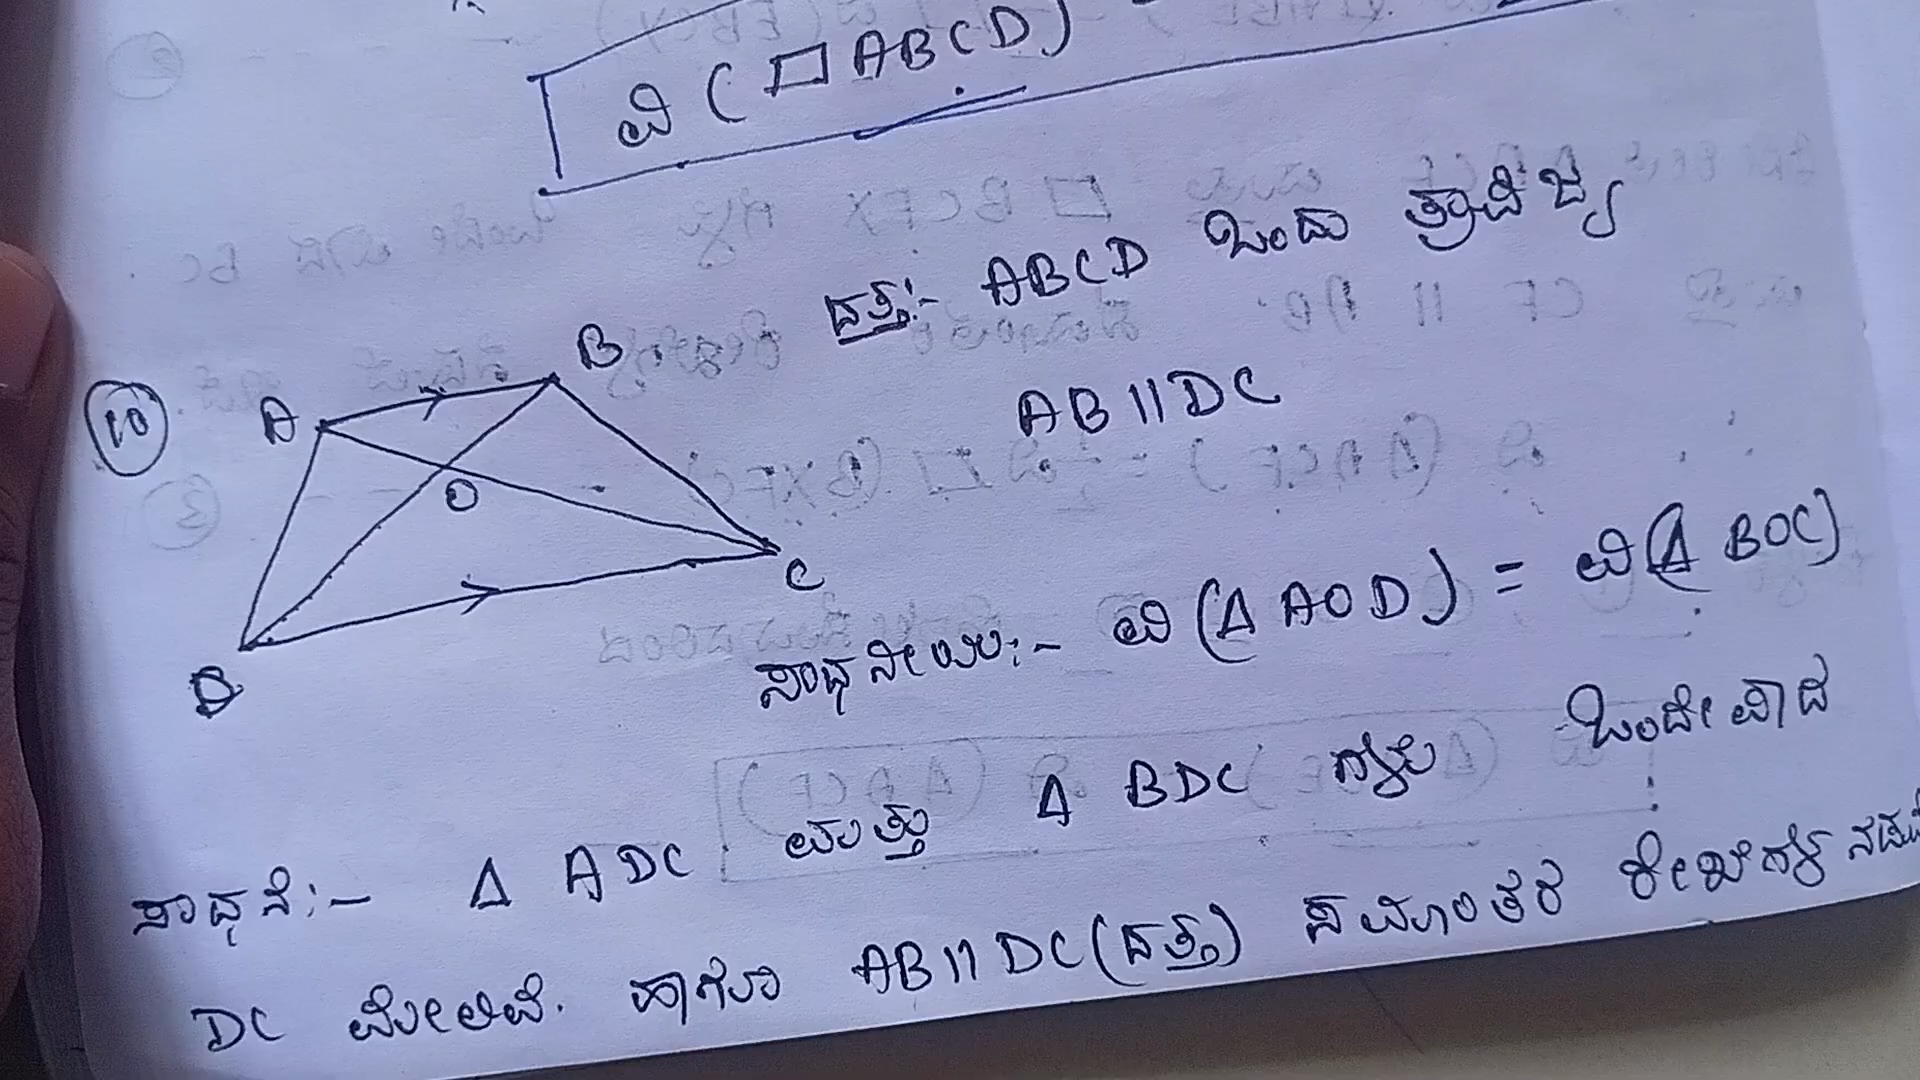 ವಿ (▱ABCD)
ದತ್ತ:- ABCD ಒಂದು ತ್ರಾಪಿಜ್ಯ
AB || DC
10
A
B
O
C
D
ಸಾಧನೀಯ:- ವಿ (Δ AOD) = ವಿ (Δ BOC)
ಸಾಧನೆ:- Δ ADC ಮತ್ತು Δ BDC ಗಳು ಒಂದೇ ಪಾದ
DC ಮೇಲಿವೆ. ಹಾಗೂ AB || DC (ದತ್ತ) ಸಮಾಂತರ ರೇಖೆಗಳ